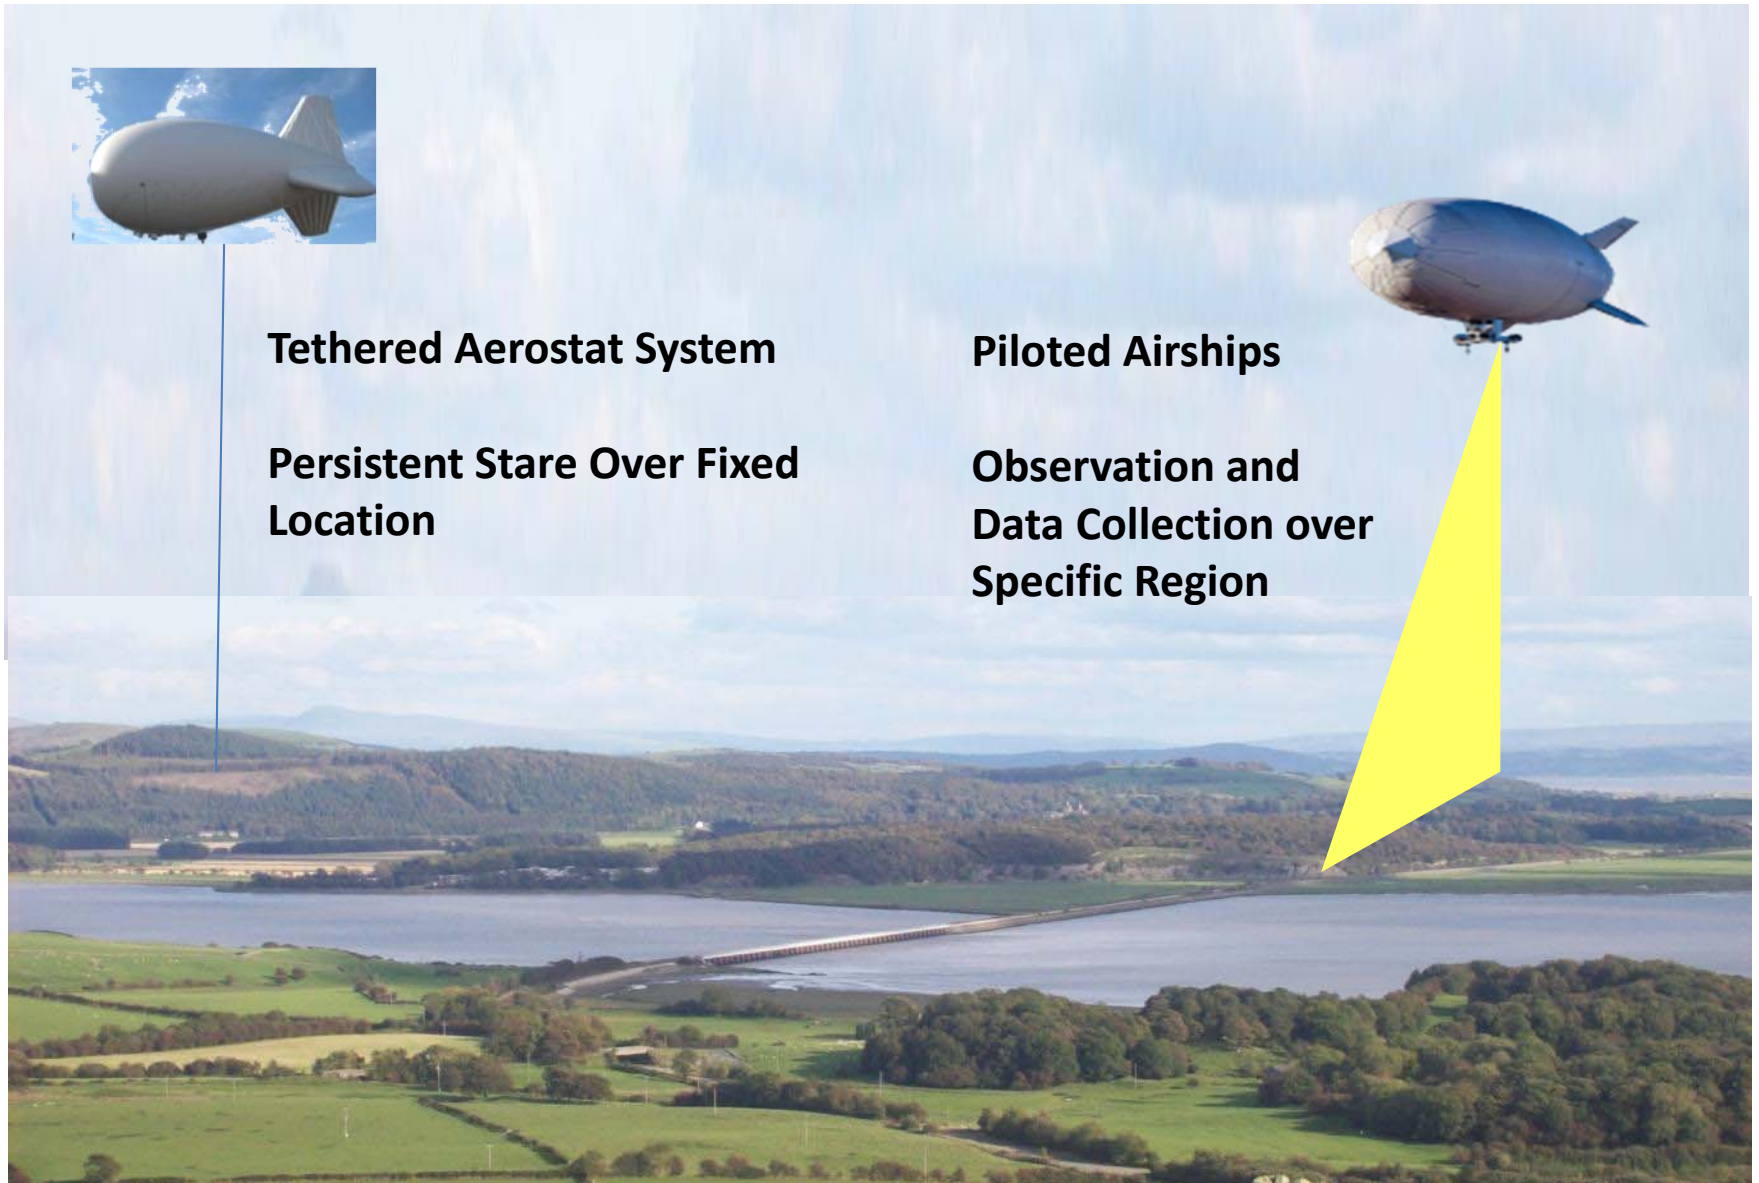 Tethered Aerostat System
Persistent Stare Over Fixed
Location
Piloted Airships
Observation and
Data Collection over
Specific Region